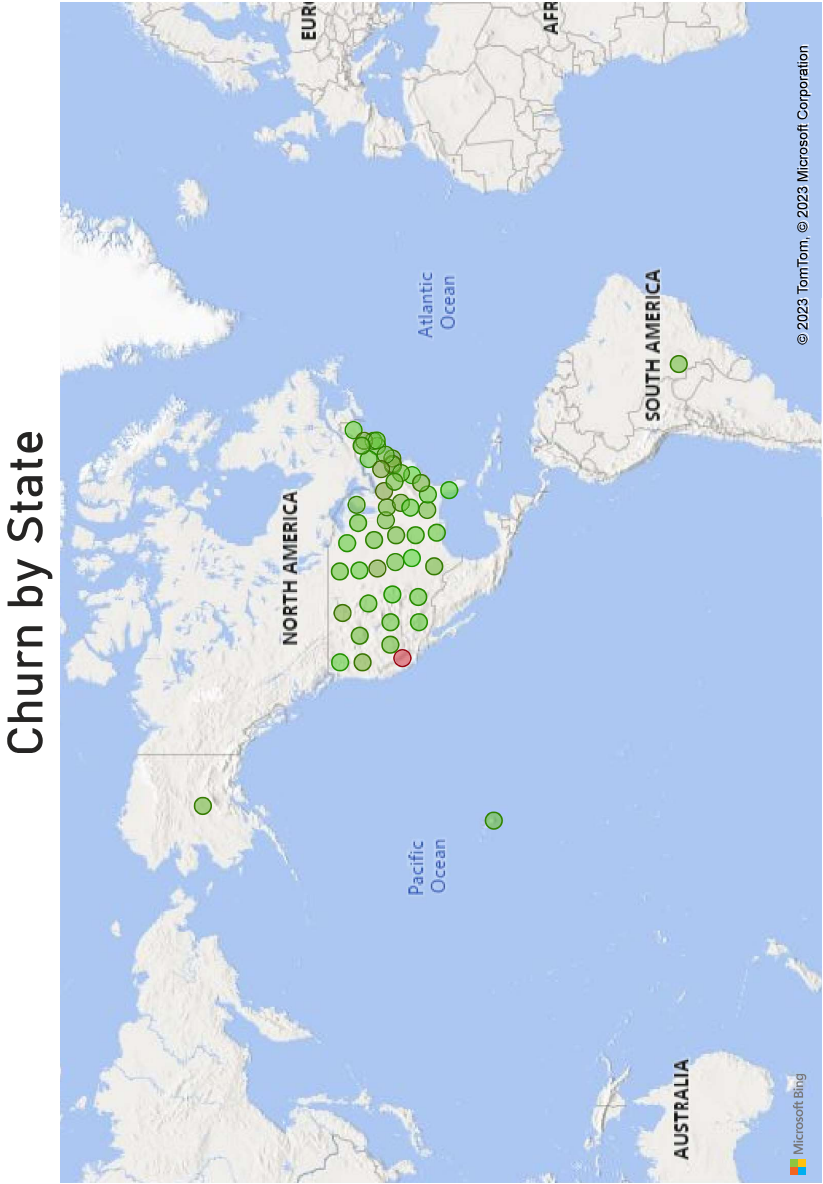 Churn by State
NORTH AMERICA
EUR
AFR
Atlantic
Ocean
Pacific
Ocean
SOUTH AMERICA
AUSTRALIA
Microsoft Bing
© 2023 TomTom, © 2023 Microsoft Corporation